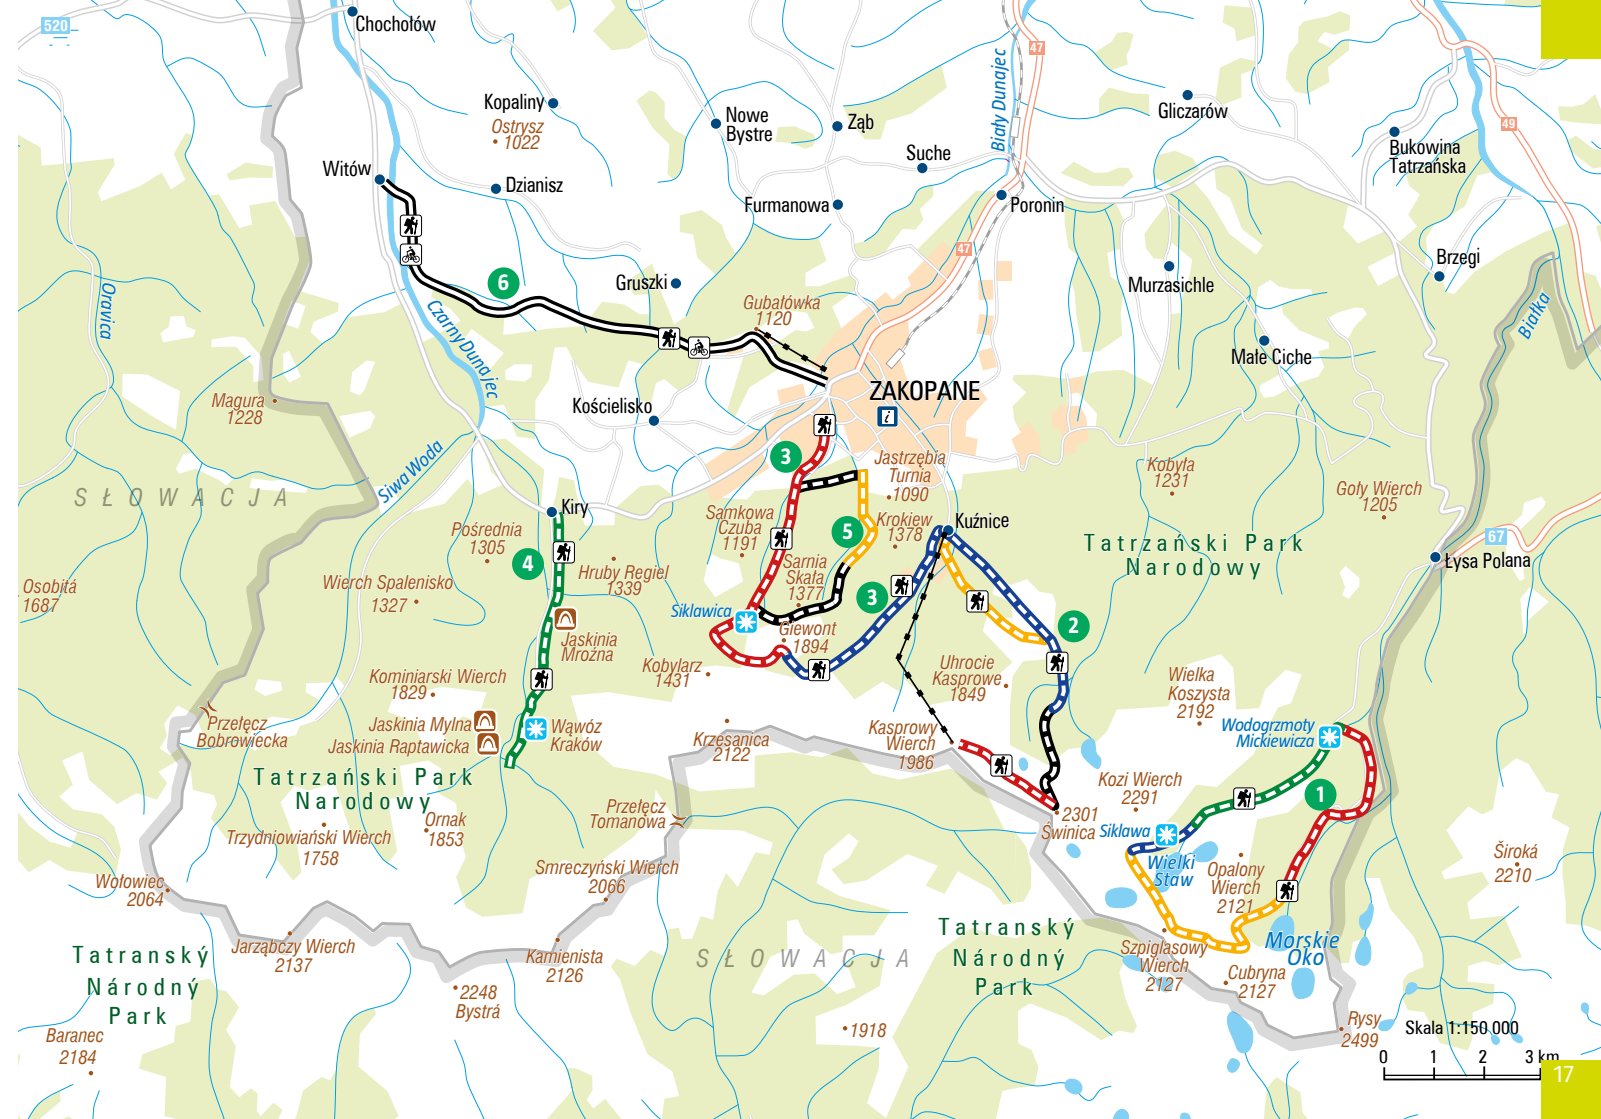 520
Chochołów
47
Kopaliny
Ostrysz
1022
Nowe
Bystre
Ząb
Biały Dunajec
Gliczarów
49
Bukowina
Tatrzańska
Witów
Dzianisz
Suche
Furmanowa
Poronin
47
Brzegi
Murzasichle
Gruszki
6
Gubałówka
1120
Oravica
Czarny Dunajec
Białka
Małe Ciche
Magura
1228
Kościelisko
ZAKOPANE
i
Siwa Woda
3
Jastrzębia
Turnia
1090
Kobyła
1231
Goły Wierch
1205
SŁOWACJA
Kiry
Samkowa
Czuba
1191
5
Krokiew
1378
Kuźnice
Pośrednia
1305
4
Hruby Regiel
1339
Sarnia
Skała
1377
Tatrzański Park
Narodowy
67
Łysa Polana
Osobitá
1687
Wierch Spalenisko
1327
3
Siklawica
2
Giewont
1894
Jaskinia
Mroźna
Kobylarz
1431
Uhrocie
Kasprowe
1849
Wielka
Koszysta
2192
Kominiarski Wierch
1829
Przełęcz
Bobrowiecka
Jaskinia Mylna
Jaskinia Raptawicka
Wąwóz
Kraków
Krzesanica
2122
Kasprowy
Wierch
1986
Wodogrzmoty
Mickiewicza
Tatrzański Park
Narodowy
Kozi Wierch
2291
1
Przełęcz
Tomanowa
Ornak
1853
Trzydniowiański Wierch
1758
2301
Świnica
Siklawa
Wielki
Staw
Opalony
Wierch
2121
Široká
2210
Smreczyński Wierch
2066
Wołowiec
2064
Tatranský
Národný
Park
Jarząbczy Wierch
2137
Kamienista
2126
SŁOWACJA
Tatranský
Národný
Park
Szpiglasowy
Wierch
2127
Morskie
Oko
Cubryna
2127
2248
Bystrá
1918
Rysy
2499
Baranec
2184
Skala 1:150 000
0 1 2 3 km
17